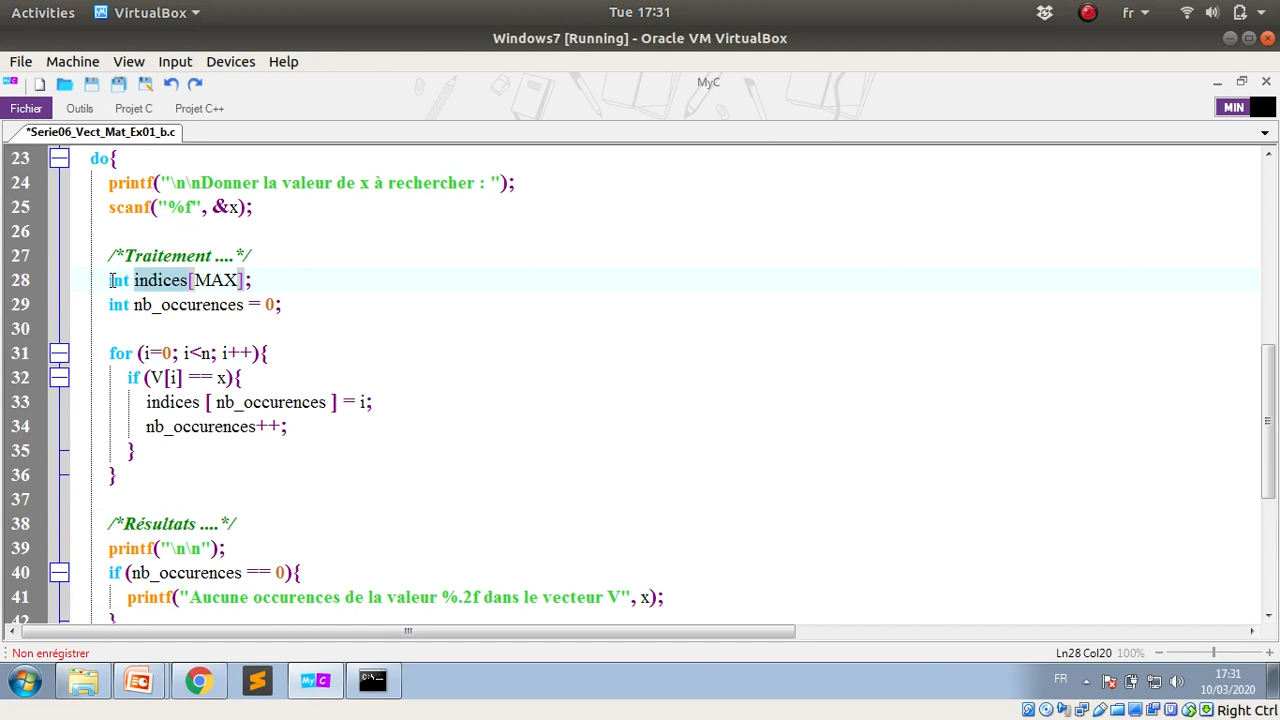 Activities VirtualBox Tue 17:31 fr
Windows7 [Running] - Oracle VM VirtualBox
File Machine View Input Devices Help
MyC
Fichier Outils Projet C Projet C++ MIN
*Serie06_Vect_Mat_Ex01_b.c
23 do{
24 printf("\n\nDonner la valeur de x à rechercher : ");
25 scanf("%f", &x);
26
27 /*Traitement ....*/
28 int indices[MAX];
29 int nb_occurences = 0;
30
31 for (i=0; i<n; i++){
32 if (V[i] == x){
33 indices [ nb_occurences ] = i;
34 nb_occurences++;
35 }
36 }
37
38 /*Résultats ....*/
39 printf("\n\n");
40 if (nb_occurences == 0){
41 printf("Aucune occurences de la valeur %.2f dans le vecteur V", x);
42 }
Non enregistrer Ln28 Col20 100%
MyC C:\ FR 17:31
10/03/2020
Right Ctrl